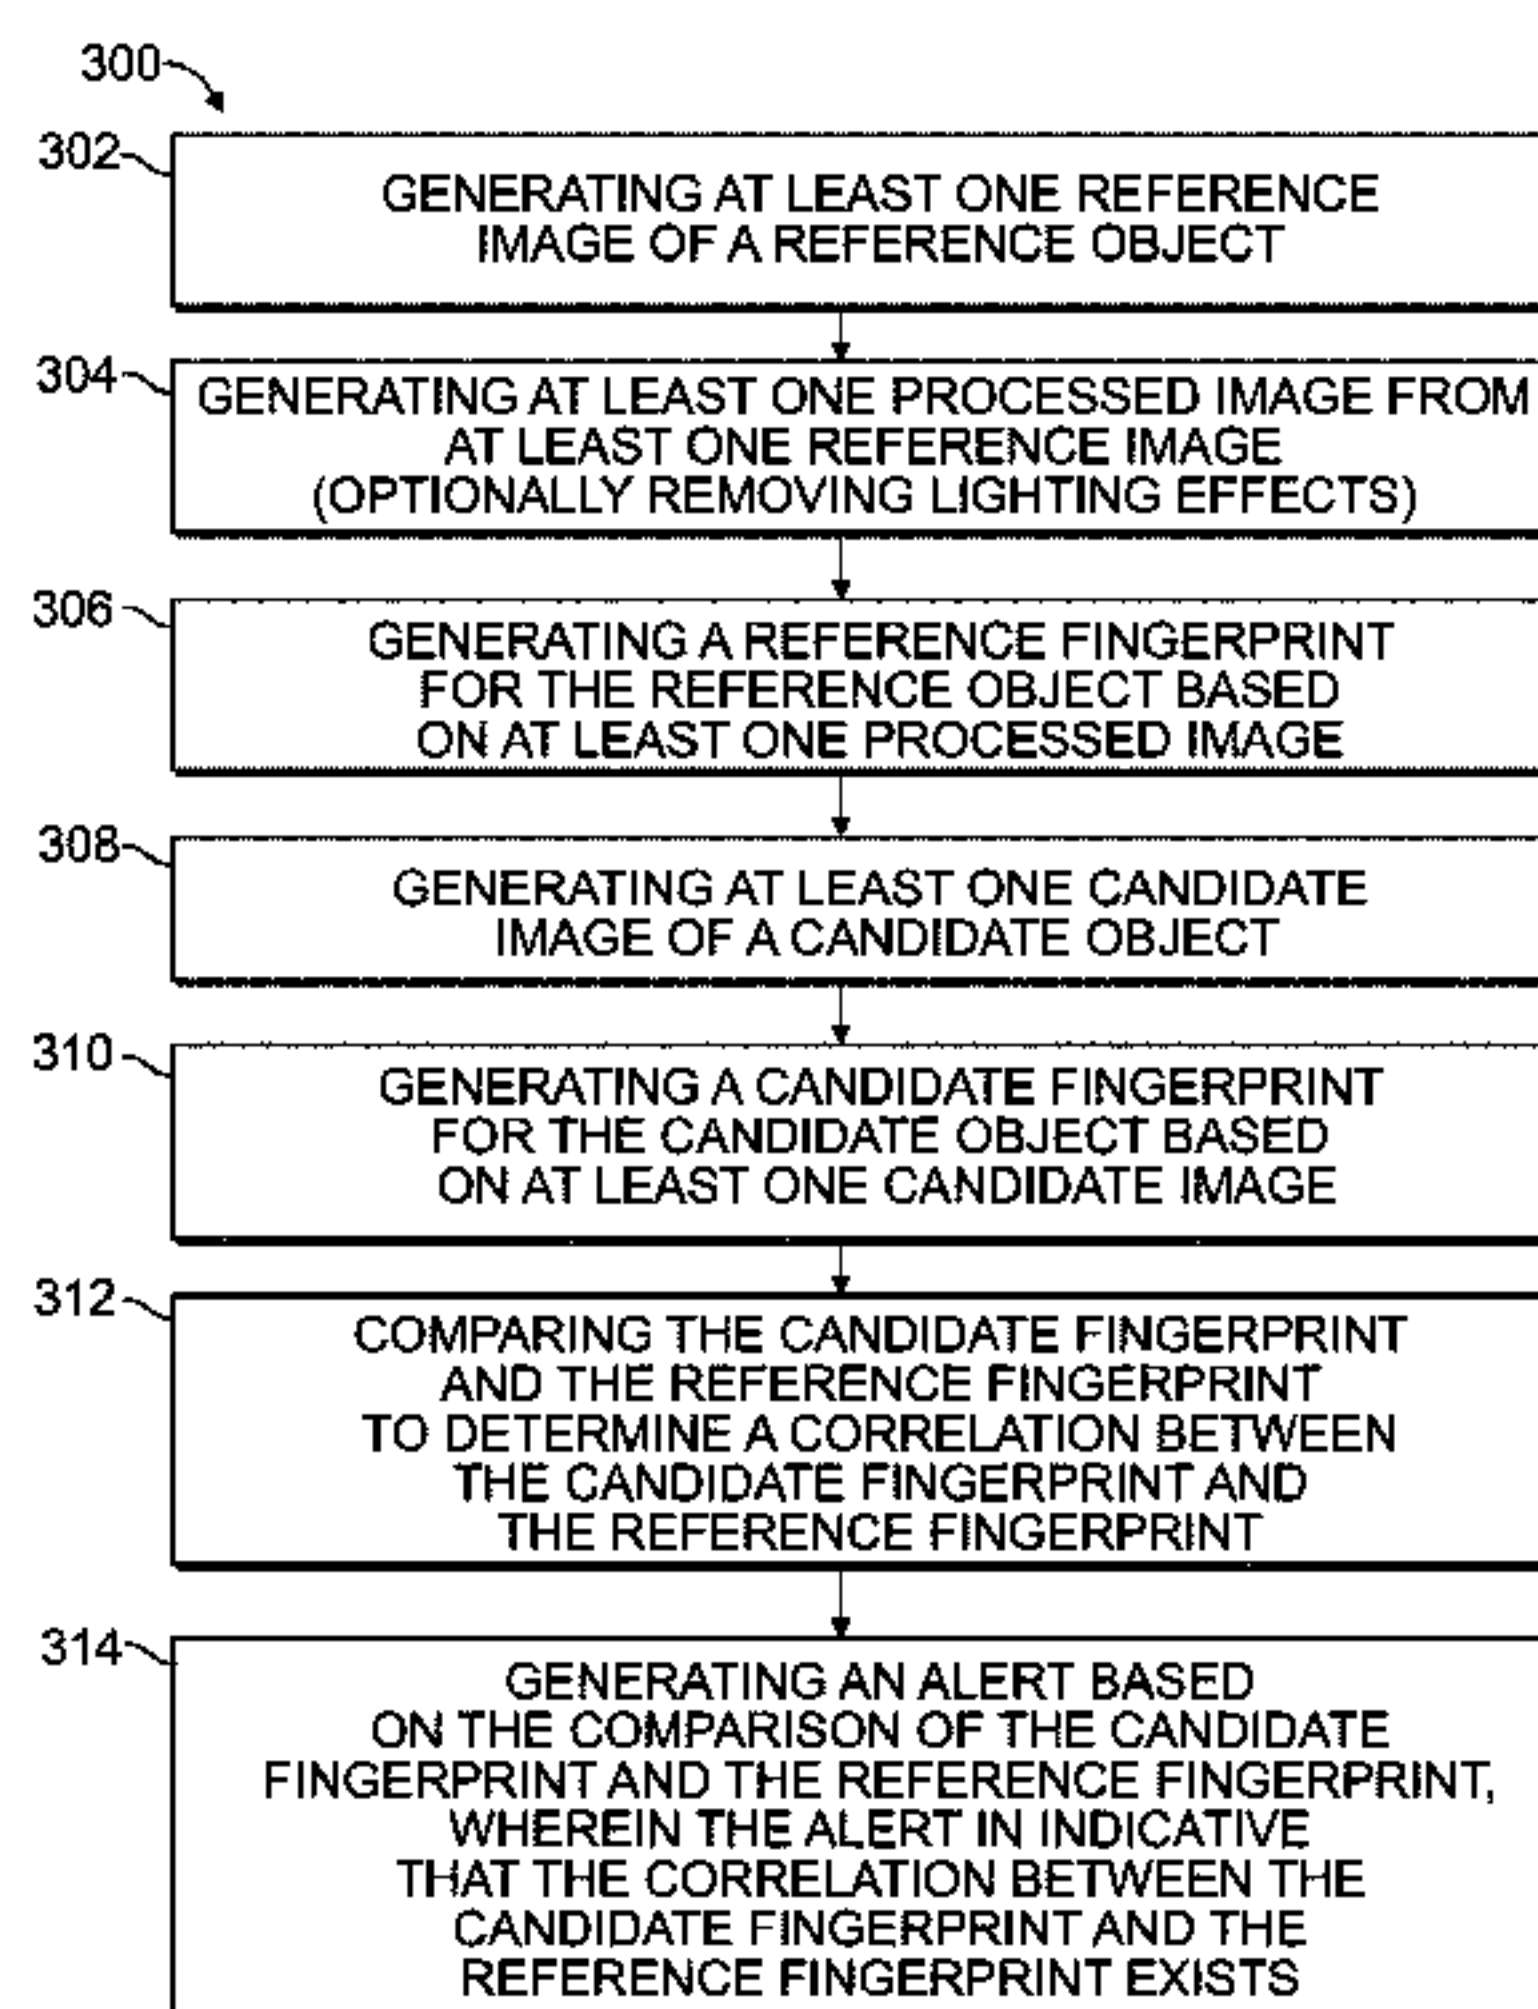 300
302
GENERATING AT LEAST ONE REFERENCE
IMAGE OF A REFERENCE OBJECT
304
GENERATING AT LEAST ONE PROCESSED IMAGE FROM
AT LEAST ONE REFERENCE IMAGE
(OPTIONALLY REMOVING LIGHTING EFFECTS)
306
GENERATING A REFERENCE FINGERPRINT
FOR THE REFERENCE OBJECT BASED
ON AT LEAST ONE PROCESSED IMAGE
308
GENERATING AT LEAST ONE CANDIDATE
IMAGE OF A CANDIDATE OBJECT
310
GENERATING A CANDIDATE FINGERPRINT
FOR THE CANDIDATE OBJECT BASED
ON AT LEAST ONE CANDIDATE IMAGE
312
COMPARING THE CANDIDATE FINGERPRINT
AND THE REFERENCE FINGERPRINT
TO DETERMINE A CORRELATION BETWEEN
THE CANDIDATE FINGERPRINT AND
THE REFERENCE FINGERPRINT
314
GENERATING AN ALERT BASED
ON THE COMPARISON OF THE CANDIDATE
FINGERPRINT AND THE REFERENCE FINGERPRINT,
WHEREIN THE ALERT IN INDICATIVE
THAT THE CORRELATION BETWEEN THE
CANDIDATE FINGERPRINT AND THE
REFERENCE FINGERPRINT EXISTS